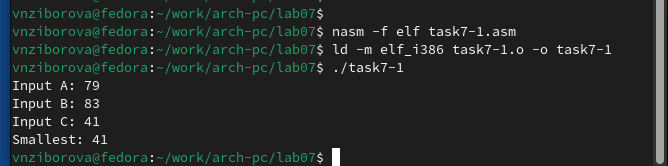 vnziborova@fedora:~/work/arch-pc/lab07$
vnziborova@fedora:~/work/arch-pc/lab07$ nasm -f elf task7-1.asm
vnziborova@fedora:~/work/arch-pc/lab07$ ld -m elf_i386 task7-1.o -o task7-1
vnziborova@fedora:~/work/arch-pc/lab07$ ./task7-1
Input A: 79
Input B: 83
Input C: 41
Smallest: 41
vnziborova@fedora:~/work/arch-pc/lab07$